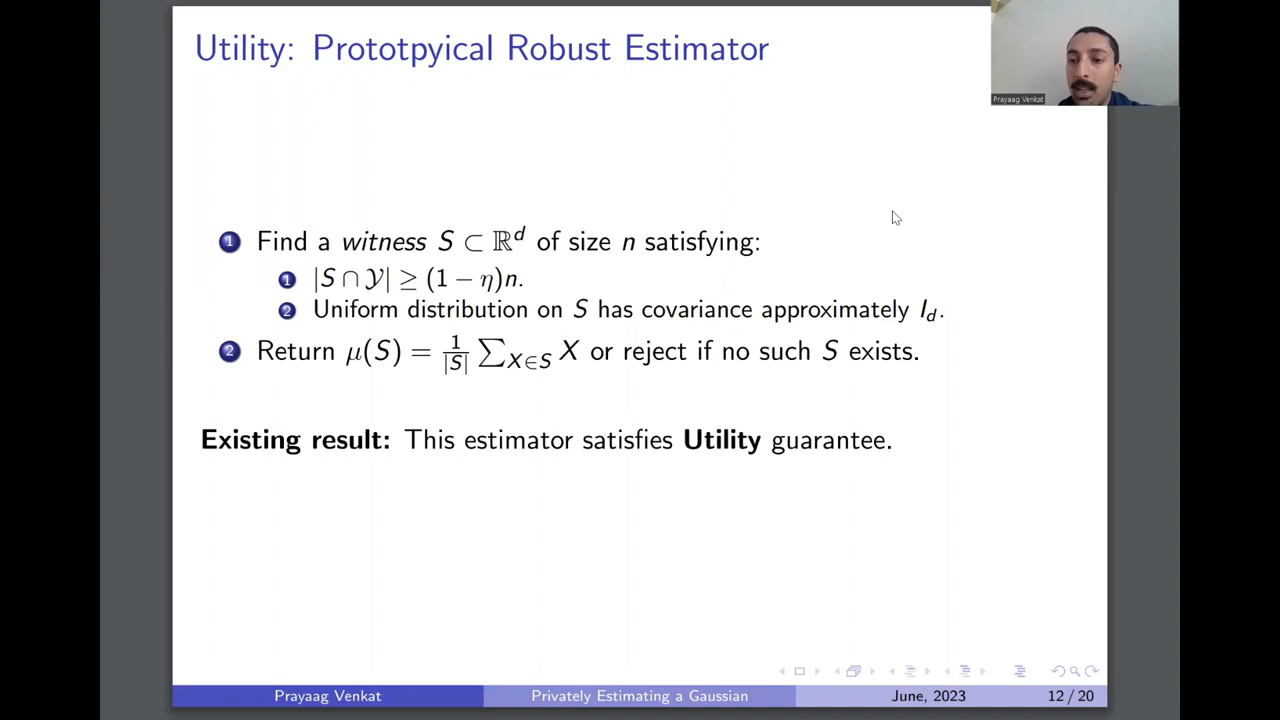 Utility: Prototpyical Robust Estimator
Prayaag Venkat
1 Find a witness S ⊂ ℝ^d of size n satisfying:
1 |S ∩ 𝒴| ≥ (1 − η)n.
2 Uniform distribution on S has covariance approximately I_d.
2 Return μ(S) = 1/|S| ∑_{X∈S} X or reject if no such S exists.
Existing result: This estimator satisfies Utility guarantee.
Prayaag Venkat Privately Estimating a Gaussian June, 2023 12 / 20